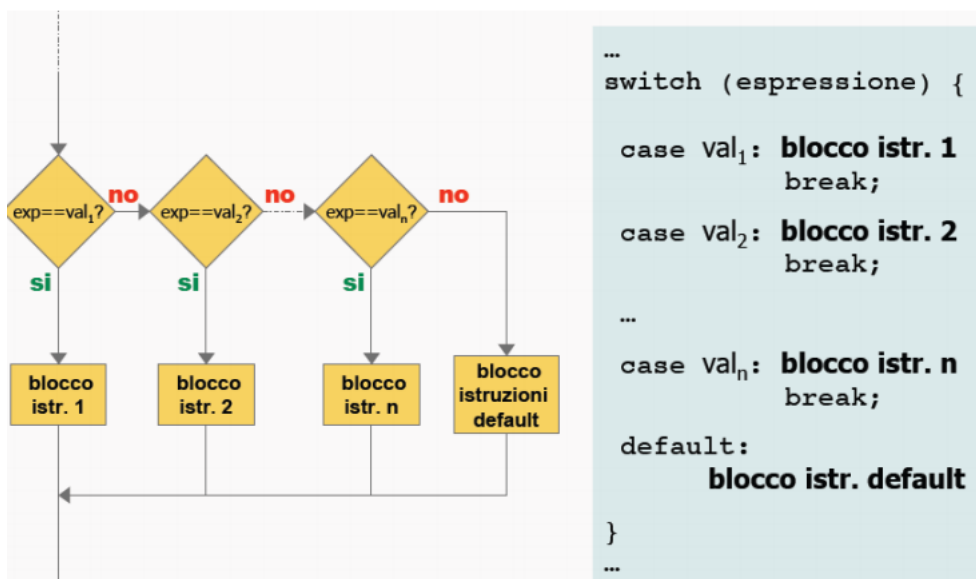 exp==val₁?
no
exp==val₂?
no
exp==valₙ?
no
si
si
si
blocco
istr. 1
blocco
istr. 2
blocco
istr. n
blocco
istruzioni
default
…
switch (espressione) {
case val₁: blocco istr. 1
break;
case val₂: blocco istr. 2
break;
…
case valₙ: blocco istr. n
break;
default:
blocco istr. default
}
…